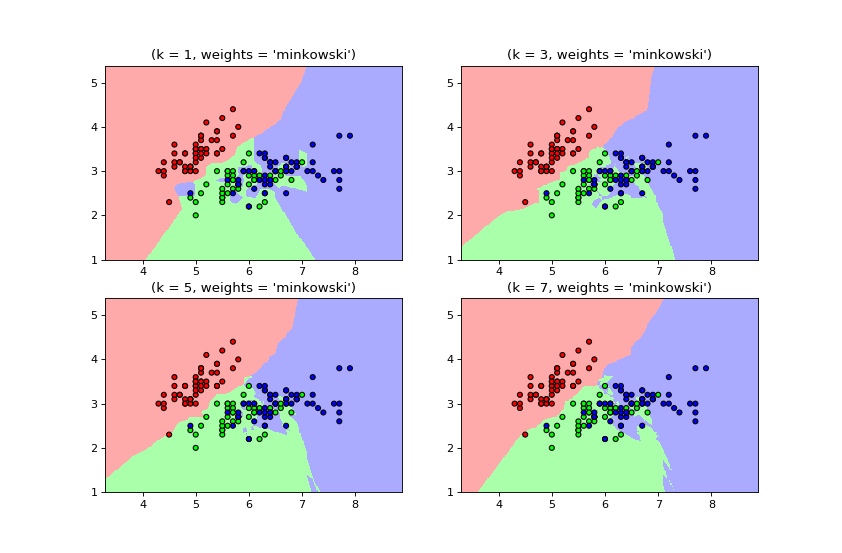 (k = 1, weights = 'minkowski')
(k = 3, weights = 'minkowski')
5
4
3
2
1
4 5 6 7 8
5
4
3
2
1
4 5 6 7 8
(k = 5, weights = 'minkowski')
(k = 7, weights = 'minkowski')
5
4
3
2
1
4 5 6 7 8
5
4
3
2
1
4 5 6 7 8